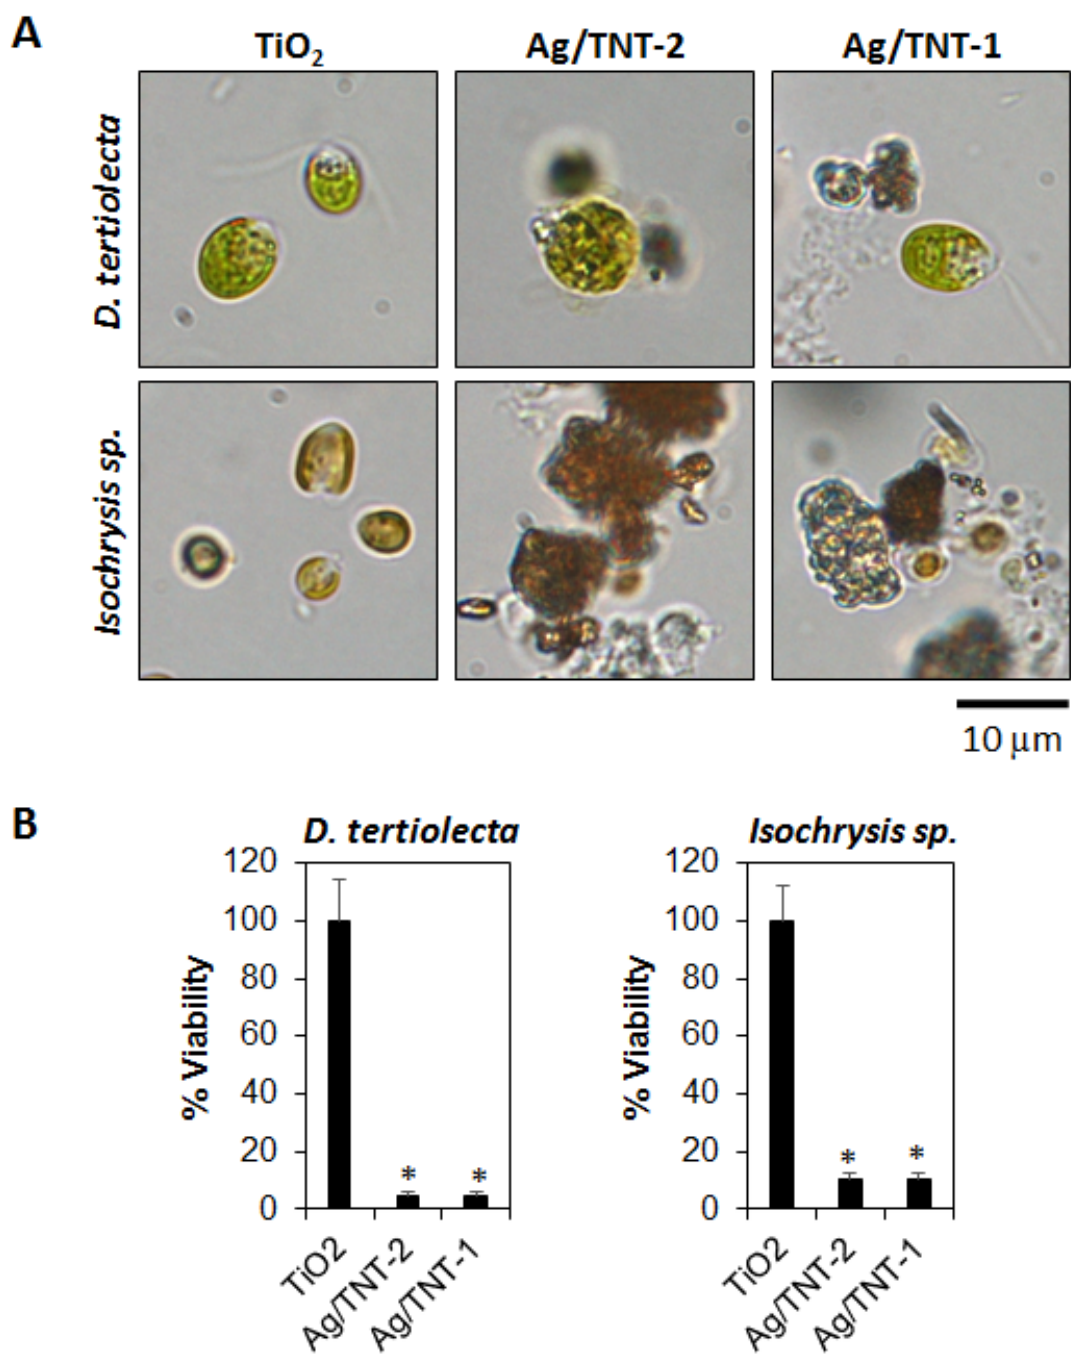 A
TiO₂ Ag/TNT-2 Ag/TNT-1
D. tertiolecta
Isochrysis sp.
10 µm
B
D. tertiolecta
% Viability
120
100
80
60
40
20
0
* *
TiO2
Ag/TNT-2
Ag/TNT-1
Isochrysis sp.
% Viability
120
100
80
60
40
20
0
* *
TiO2
Ag/TNT-2
Ag/TNT-1